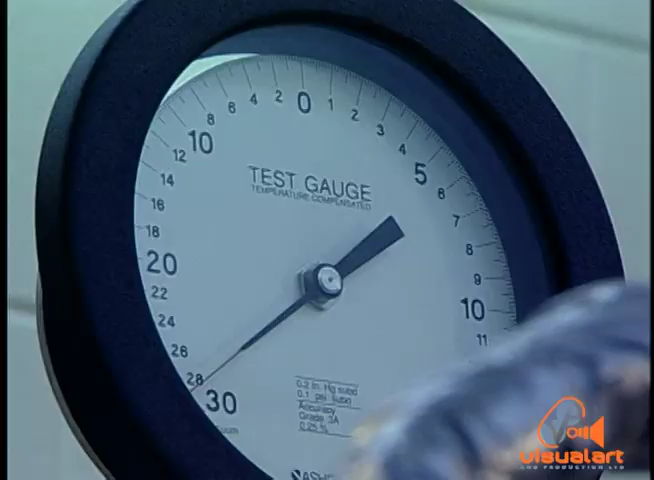 0
2 1
4 2
6 3
8 4
10 5
12 6
14 7
16 8
18 9
20 10
22 11
24
26
28
30
TEST GAUGE
TEMPERATURE COMPENSATED
0.2 in. Hg subd
0.1 psi subd
Accuracy
Grade 3A
0.25 %
ASH
visualart
AND PRODUCTION LTD